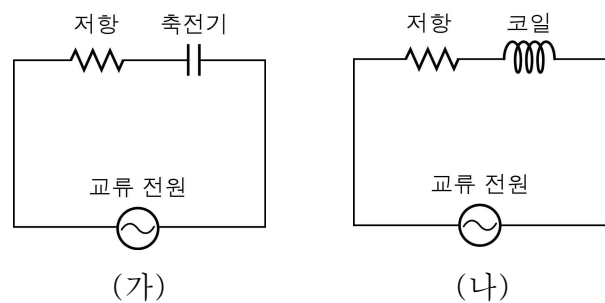 저항 축전기
저항 코일
교류 전원
교류 전원
(가)
(나)